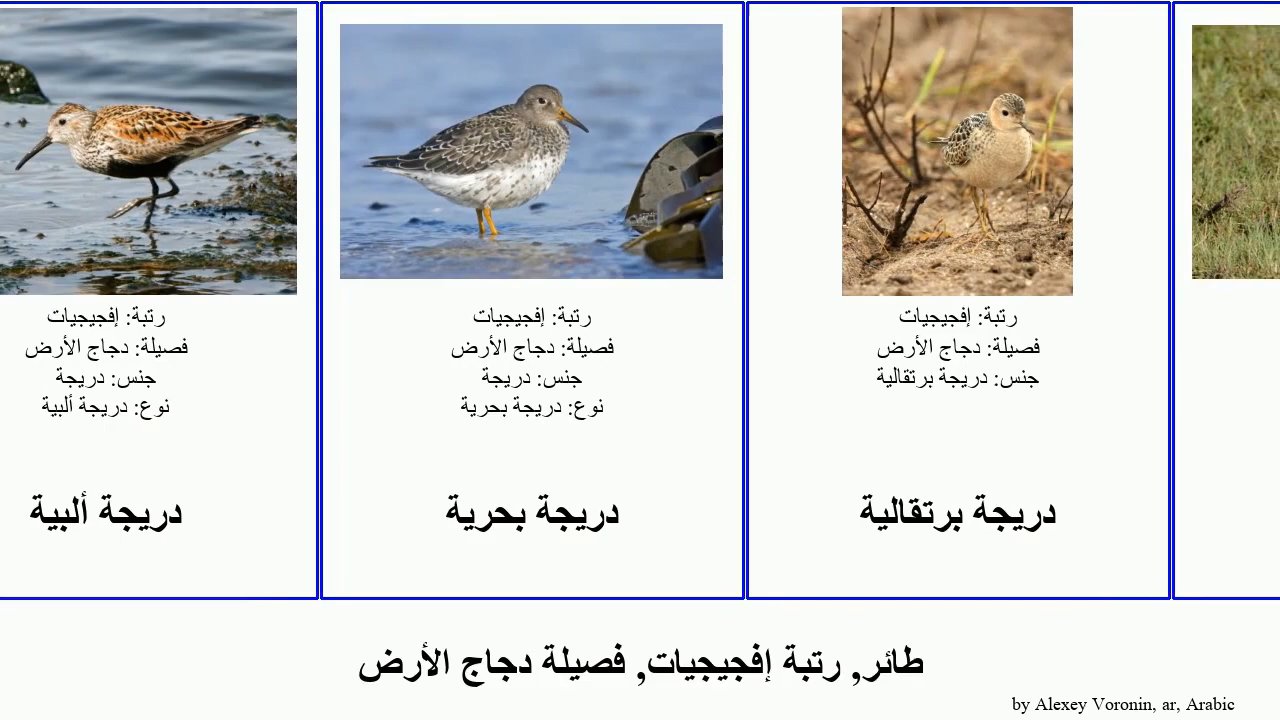 رتبة: إفجيجيات
فصيلة: دجاج الأرض
جنس: دريجة
نوع: دريجة ألبية
دريجة ألبية
رتبة: إفجيجيات
فصيلة: دجاج الأرض
جنس: دريجة
نوع: دريجة بحرية
دريجة بحرية
رتبة: إفجيجيات
فصيلة: دجاج الأرض
جنس: دريجة برتقالية
دريجة برتقالية
طائر, رتبة إفجيجيات, فصيلة دجاج الأرض
by Alexey Voronin, ar, Arabic